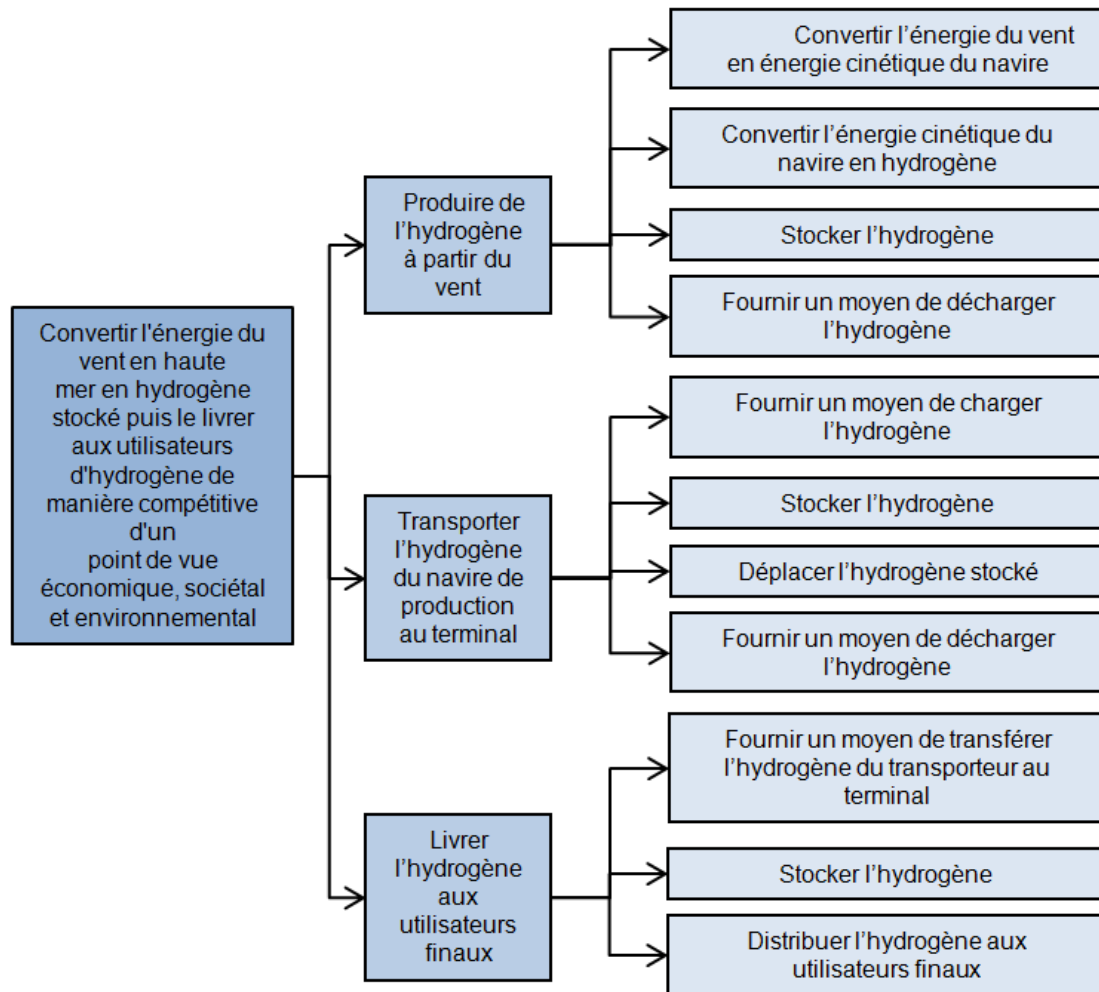 Convertir l'énergie du
vent en haute
mer en hydrogène
stocké puis le livrer
aux utilisateurs
d'hydrogène de
manière compétitive
d'un
point de vue
économique, sociétal
et environnemental
Produire de
l’hydrogène
à partir du
vent
Convertir l’énergie du vent
en énergie cinétique du navire
Convertir l’énergie cinétique du
navire en hydrogène
Stocker l’hydrogène
Fournir un moyen de décharger
l’hydrogène
Transporter
l’hydrogène
du navire de
production
au terminal
Fournir un moyen de charger
l’hydrogène
Stocker l’hydrogène
Déplacer l’hydrogène stocké
Fournir un moyen de décharger
l’hydrogène
Livrer
l’hydrogène
aux
utilisateurs
finaux
Fournir un moyen de transférer
l’hydrogène du transporteur au
terminal
Stocker l’hydrogène
Distribuer l’hydrogène aux
utilisateurs finaux